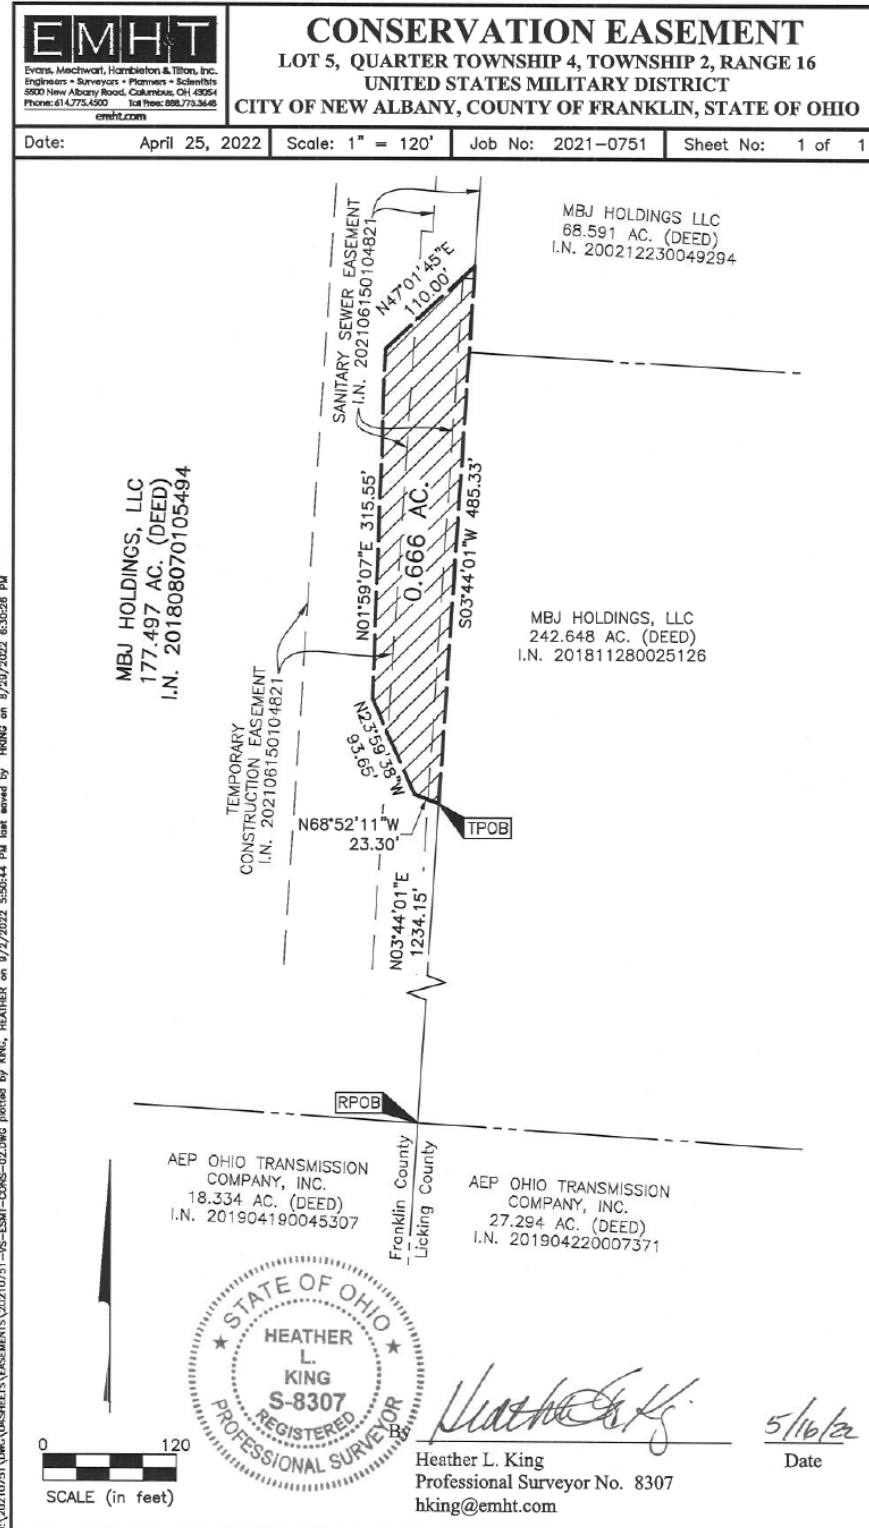 EMHT
Evans, Mechwart, Hambleton & Tilton, Inc.
Engineers • Surveyors • Planners • Scientists
5500 New Albany Road, Columbus, OH 43054
Phone: 614.775.4500 Toll Free: 888.775.3648
emht.com
CONSERVATION EASEMENT
LOT 5, QUARTER TOWNSHIP 4, TOWNSHIP 2, RANGE 16
UNITED STATES MILITARY DISTRICT
CITY OF NEW ALBANY, COUNTY OF FRANKLIN, STATE OF OHIO
Date: April 25, 2022
Scale: 1" = 120'
Job No: 2021-0751
Sheet No: 1 of 1
MBJ HOLDINGS LLC
68.591 AC. (DEED)
I.N. 200212230049294
SANITARY SEWER EASEMENT
I.N. 202106150104821
N47°01'45"E
110.00'
MBJ HOLDINGS, LLC
177.497 AC. (DEED)
I.N. 201808070105494
N01°59'07"E 315.55'
0.666 AC.
S03°44'01"W 485.33'
MBJ HOLDINGS, LLC
242.648 AC. (DEED)
I.N. 201811280025126
TEMPORARY
CONSTRUCTION EASEMENT
I.N. 202106150104821
N23°59'38"W
93.65'
N68°52'11"W
23.30'
TPOB
N03°44'01"E
1234.15'
RPOB
AEP OHIO TRANSMISSION
COMPANY, INC.
18.334 AC. (DEED)
I.N. 201904190045307
Franklin County
Licking County
AEP OHIO TRANSMISSION
COMPANY, INC.
27.294 AC. (DEED)
I.N. 201904220007371
STATE OF OHIO
HEATHER
L.
KING
S-8307
REGISTERED
PROFESSIONAL SURVEYOR
By
Heather L. King
5/16/22
Heather L. King
Date
Professional Surveyor No. 8307
hking@emht.com
0 120
SCALE (in feet)